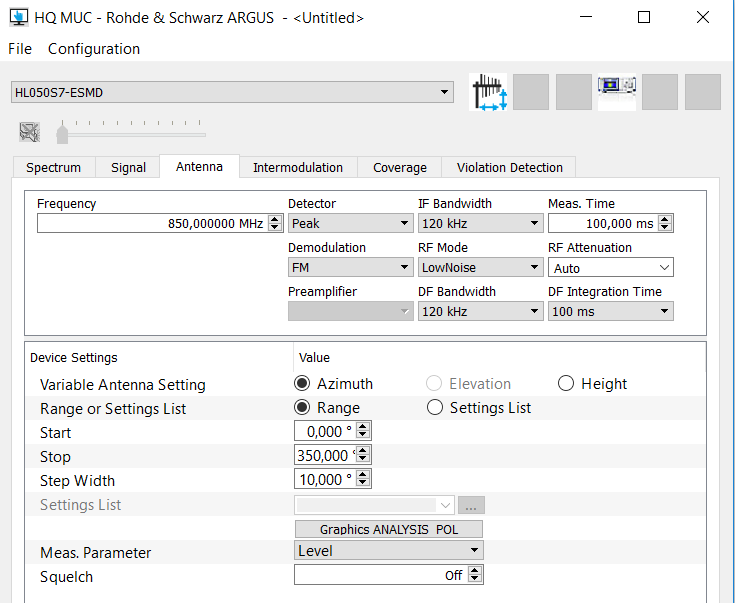 HQ MUC - Rohde & Schwarz ARGUS - <Untitled>
File Configuration
HL050S7-ESMD
Spectrum Signal Antenna Intermodulation Coverage Violation Detection
Frequency Detector IF Bandwidth Meas. Time
850,000000 MHz Peak 120 kHz 100,000 ms
Demodulation RF Mode RF Attenuation
FM LowNoise Auto
Preamplifier DF Bandwidth DF Integration Time
120 kHz 100 ms
Device Settings Value
Variable Antenna Setting Azimuth Elevation Height
Range or Settings List Range Settings List
Start 0,000 °
Stop 350,000 °
Step Width 10,000 °
Settings List ...
Graphics ANALYSIS_POL
Meas. Parameter Level
Squelch Off